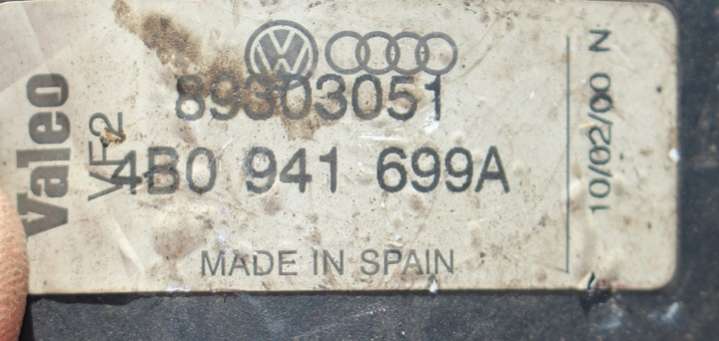 Valeo
VF2
89303051
4B0 941 699A
MADE IN SPAIN
10/02/00 N